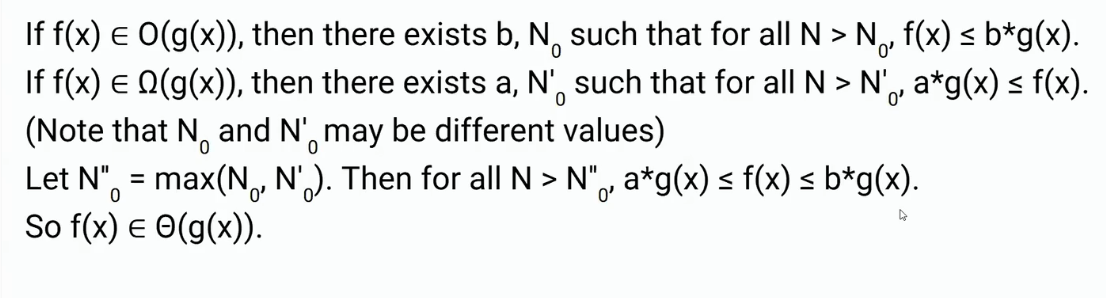 If f(x) ∈ O(g(x)), then there exists b, N₀ such that for all N > N₀, f(x) ≤ b*g(x).
If f(x) ∈ Ω(g(x)), then there exists a, N'₀ such that for all N > N'₀, a*g(x) ≤ f(x).
(Note that N₀ and N'₀ may be different values)
Let N"₀ = max(N₀, N'₀). Then for all N > N"₀, a*g(x) ≤ f(x) ≤ b*g(x).
So f(x) ∈ Θ(g(x)).